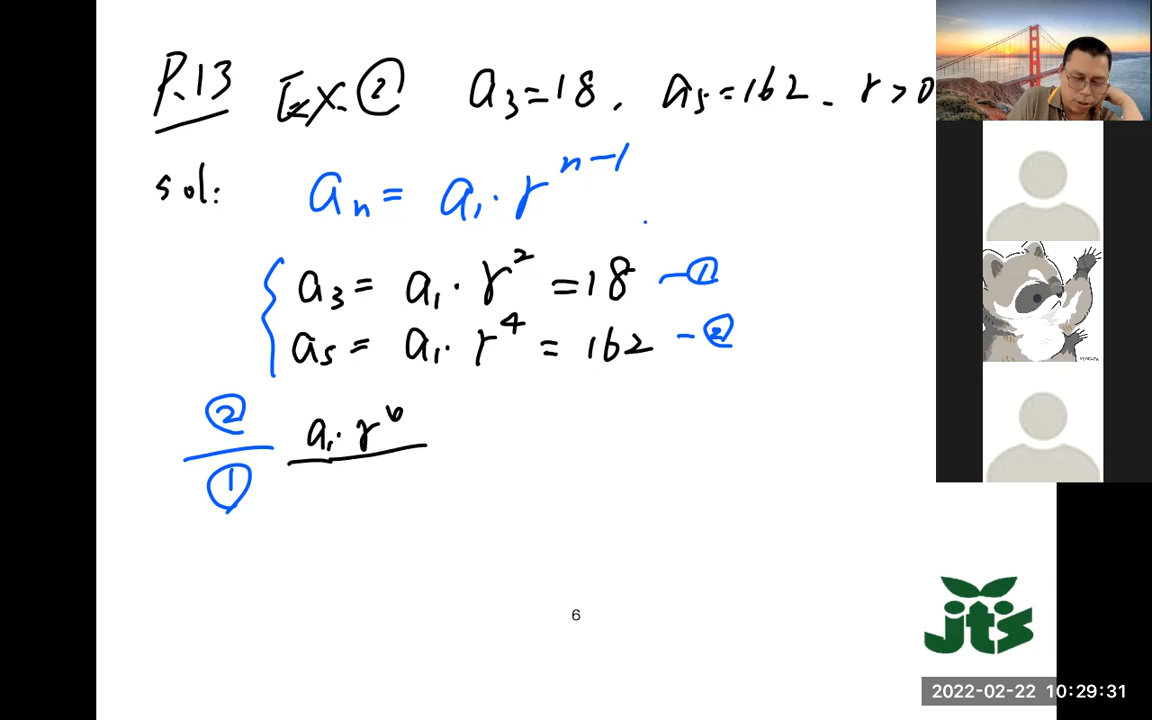 P.13 Ex.② a₃=18, a₅=162. r>0
sol: aₙ = a₁·r^(n-1)
a₃ = a₁·r² =18 —①
a₅ = a₁·r⁴ = 162 -②
② a₁·r⁶
①
6
jts
2022-02-22 10:29:31